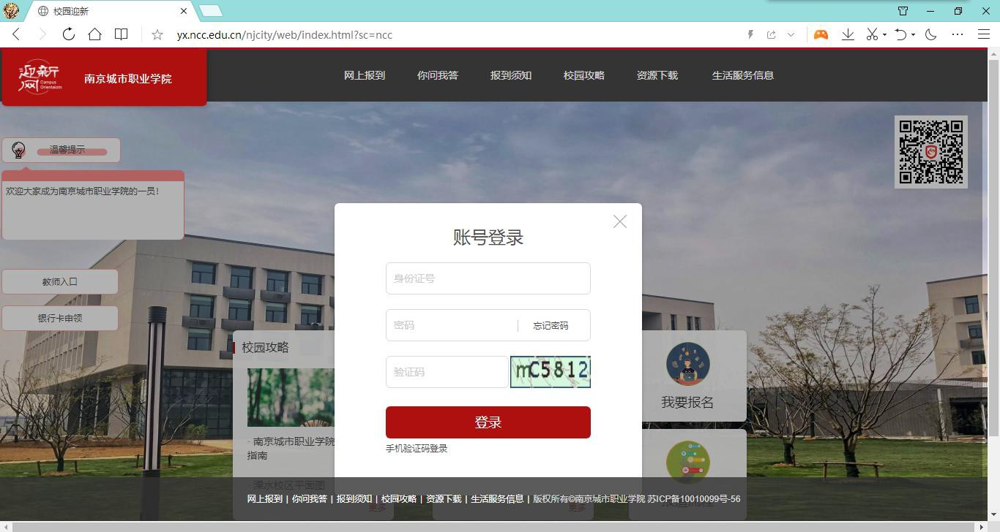 校园迎新
yx.ncc.edu.cn/njcity/web/index.html?sc=ncc
迎新网
Campus
Orientaiotn
南京城市职业学院
网上报到
你问我答
报到须知
校园攻略
资源下载
生活服务信息
温馨提示
欢迎大家成为南京城市职业学院的一员！
教师入口
银行卡申领
校园攻略
· 南京城市职业学院
指南
· 溧水校区平面图
更多
更多
账号登录
身份证号
密码
忘记密码
验证码
mC5812
登录
手机验证码登录
我要报名
网上报到 | 你问我答 | 报到须知 | 校园攻略 | 资源下载 | 生活服务信息 | 版权所有©南京城市职业学院 苏ICP备10010099号-56